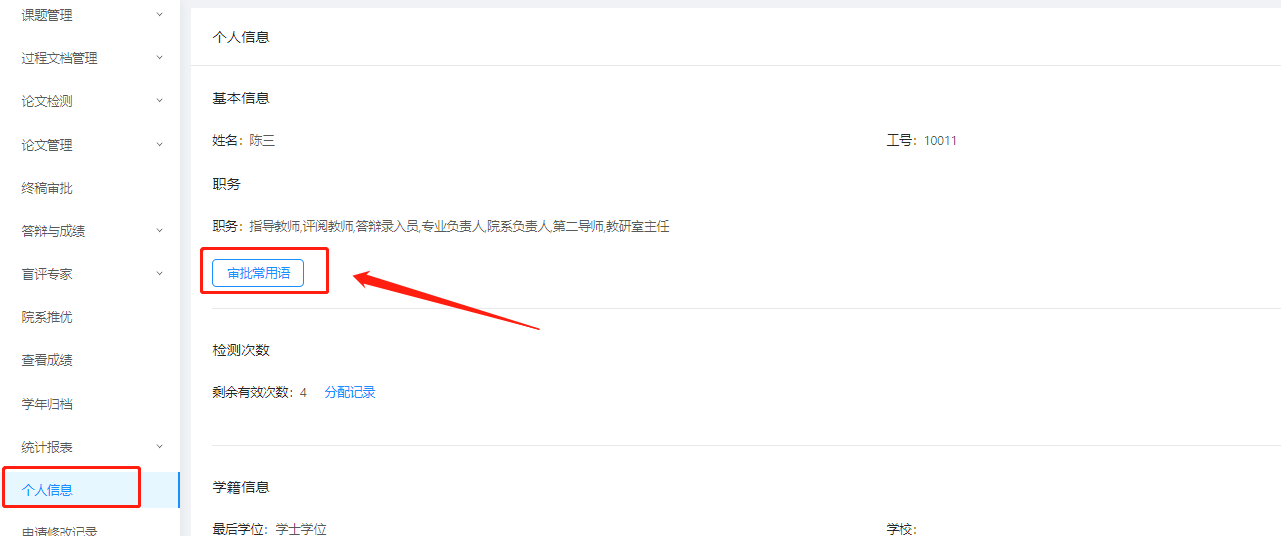 课题管理
过程文档管理
论文检测
论文管理
终稿审批
答辩与成绩
盲评专家
院系推优
查看成绩
学年归档
统计报表
个人信息
申请修改记录
个人信息
基本信息
姓名：陈三
工号：10011
职务
职务：指导教师,评阅教师,答辩录入员,专业负责人,院系负责人,第二导师,教研室主任
审批常用语
检测次数
剩余有效次数：4 分配记录
学籍信息
最后学位：学士学位
学校：